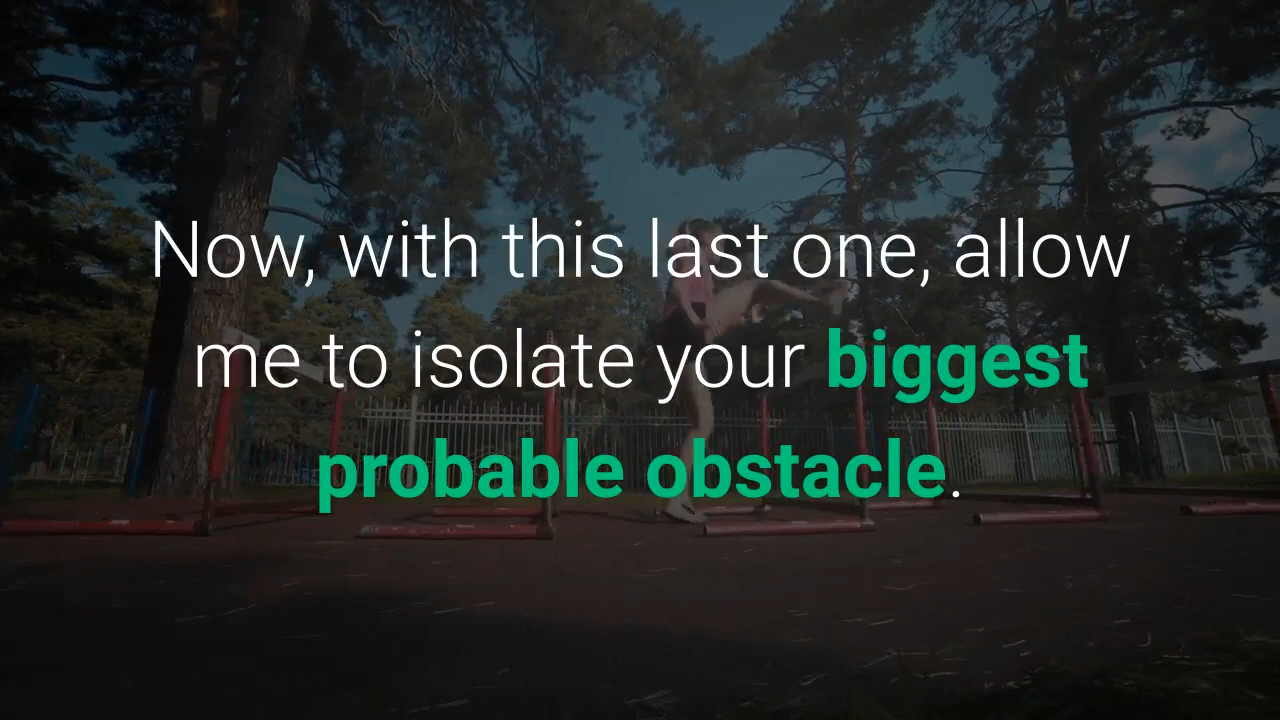 Now, with this last one, allow
me to isolate your biggest
probable obstacle.